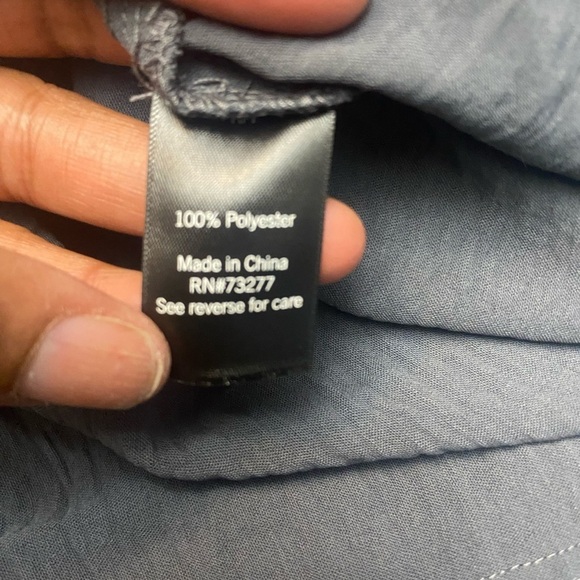 100% Polyester
Made in China
RN#73277
See reverse for care